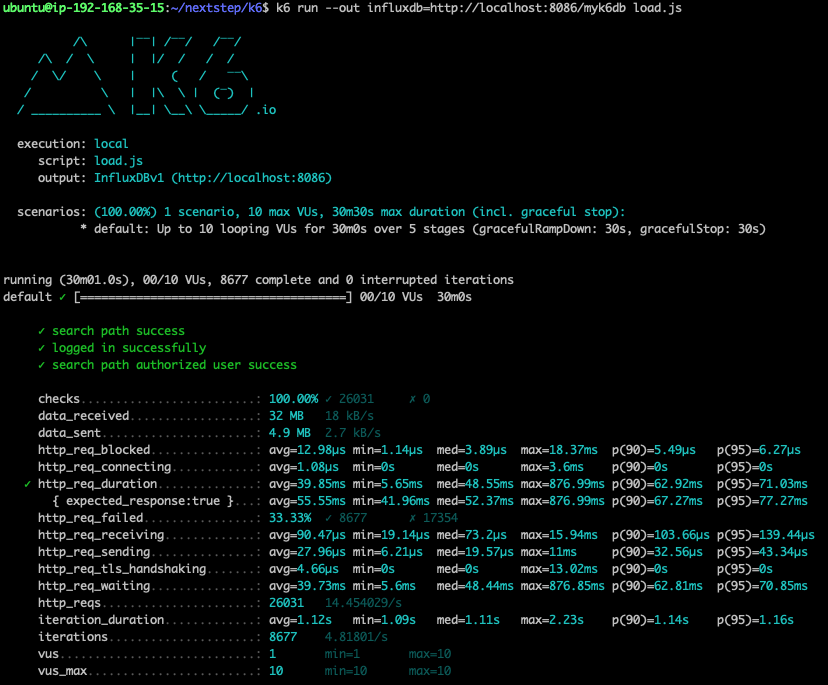 ubuntu@ip-192-168-35-15:~/nextstep/k6$ k6 run --out influxdb=http://localhost:8086/myk6db load.js
          /\      |‾‾| /‾‾/   /‾‾/
     /\  /  \     |  |/  /   /  /
    /  \/    \    |     (   /   ‾‾\
   /          \   |  |\  \ |  (‾)  |
  / __________ \  |__| \__\ \_____/ .io
execution: local
script: load.js
output: InfluxDBv1 (http://localhost:8086)
scenarios: (100.00%) 1 scenario, 10 max VUs, 30m30s max duration (incl. graceful stop):
* default: Up to 10 looping VUs for 30m0s over 5 stages (gracefulRampDown: 30s, gracefulStop: 30s)
running (30m01.0s), 00/10 VUs, 8677 complete and 0 interrupted iterations
default ✓ [======================================] 00/10 VUs  30m0s
✓ search path success
✓ logged in successfully
✓ search path authorized user success
checks.........................: 100.00% ✓ 26031     ✗ 0
data_received..................: 32 MB   18 kB/s
data_sent......................: 4.9 MB  2.7 kB/s
http_req_blocked...............: avg=12.98µs min=1.14µs  med=3.89µs  max=18.37ms  p(90)=5.49µs   p(95)=6.27µs
http_req_connecting............: avg=1.08µs  min=0s      med=0s      max=3.6ms    p(90)=0s       p(95)=0s
✓ http_req_duration..............: avg=39.85ms min=5.65ms  med=48.55ms max=876.99ms p(90)=62.92ms  p(95)=71.03ms
{ expected_response:true }...: avg=55.55ms min=41.96ms med=52.37ms max=876.99ms p(90)=67.27ms  p(95)=77.27ms
http_req_failed................: 33.33%  ✓ 8677      ✗ 17354
http_req_receiving.............: avg=90.47µs min=19.14µs med=73.2µs  max=15.94ms  p(90)=103.66µs p(95)=139.44µs
http_req_sending...............: avg=27.96µs min=6.21µs  med=19.57µs max=11ms     p(90)=32.56µs  p(95)=43.34µs
http_req_tls_handshaking.......: avg=4.66µs  min=0s      med=0s      max=13.02ms  p(90)=0s       p(95)=0s
http_req_waiting...............: avg=39.73ms min=5.6ms   med=48.44ms max=876.85ms p(90)=62.81ms  p(95)=70.85ms
http_reqs......................: 26031   14.454029/s
iteration_duration.............: avg=1.12s   min=1.09s   med=1.11s   max=2.23s    p(90)=1.14s    p(95)=1.16s
iterations.....................: 8677    4.81801/s
vus............................: 1       min=1       max=10
vus_max........................: 10      min=10      max=10